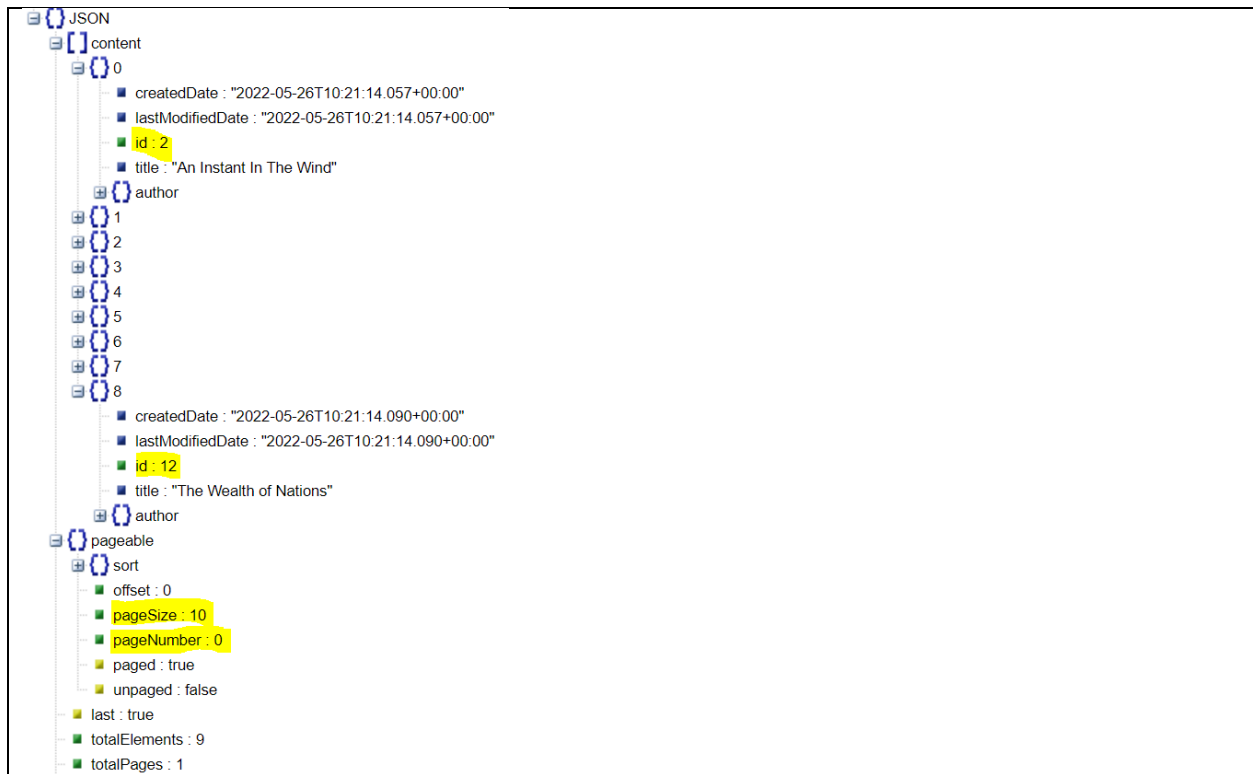 JSON
content
0
createdDate : "2022-05-26T10:21:14.057+00:00"
lastModifiedDate : "2022-05-26T10:21:14.057+00:00"
id : 2
title : "An Instant In The Wind"
author
1
2
3
4
5
6
7
8
createdDate : "2022-05-26T10:21:14.090+00:00"
lastModifiedDate : "2022-05-26T10:21:14.090+00:00"
id : 12
title : "The Wealth of Nations"
author
pageable
sort
offset : 0
pageSize : 10
pageNumber : 0
paged : true
unpaged : false
last : true
totalElements : 9
totalPages : 1